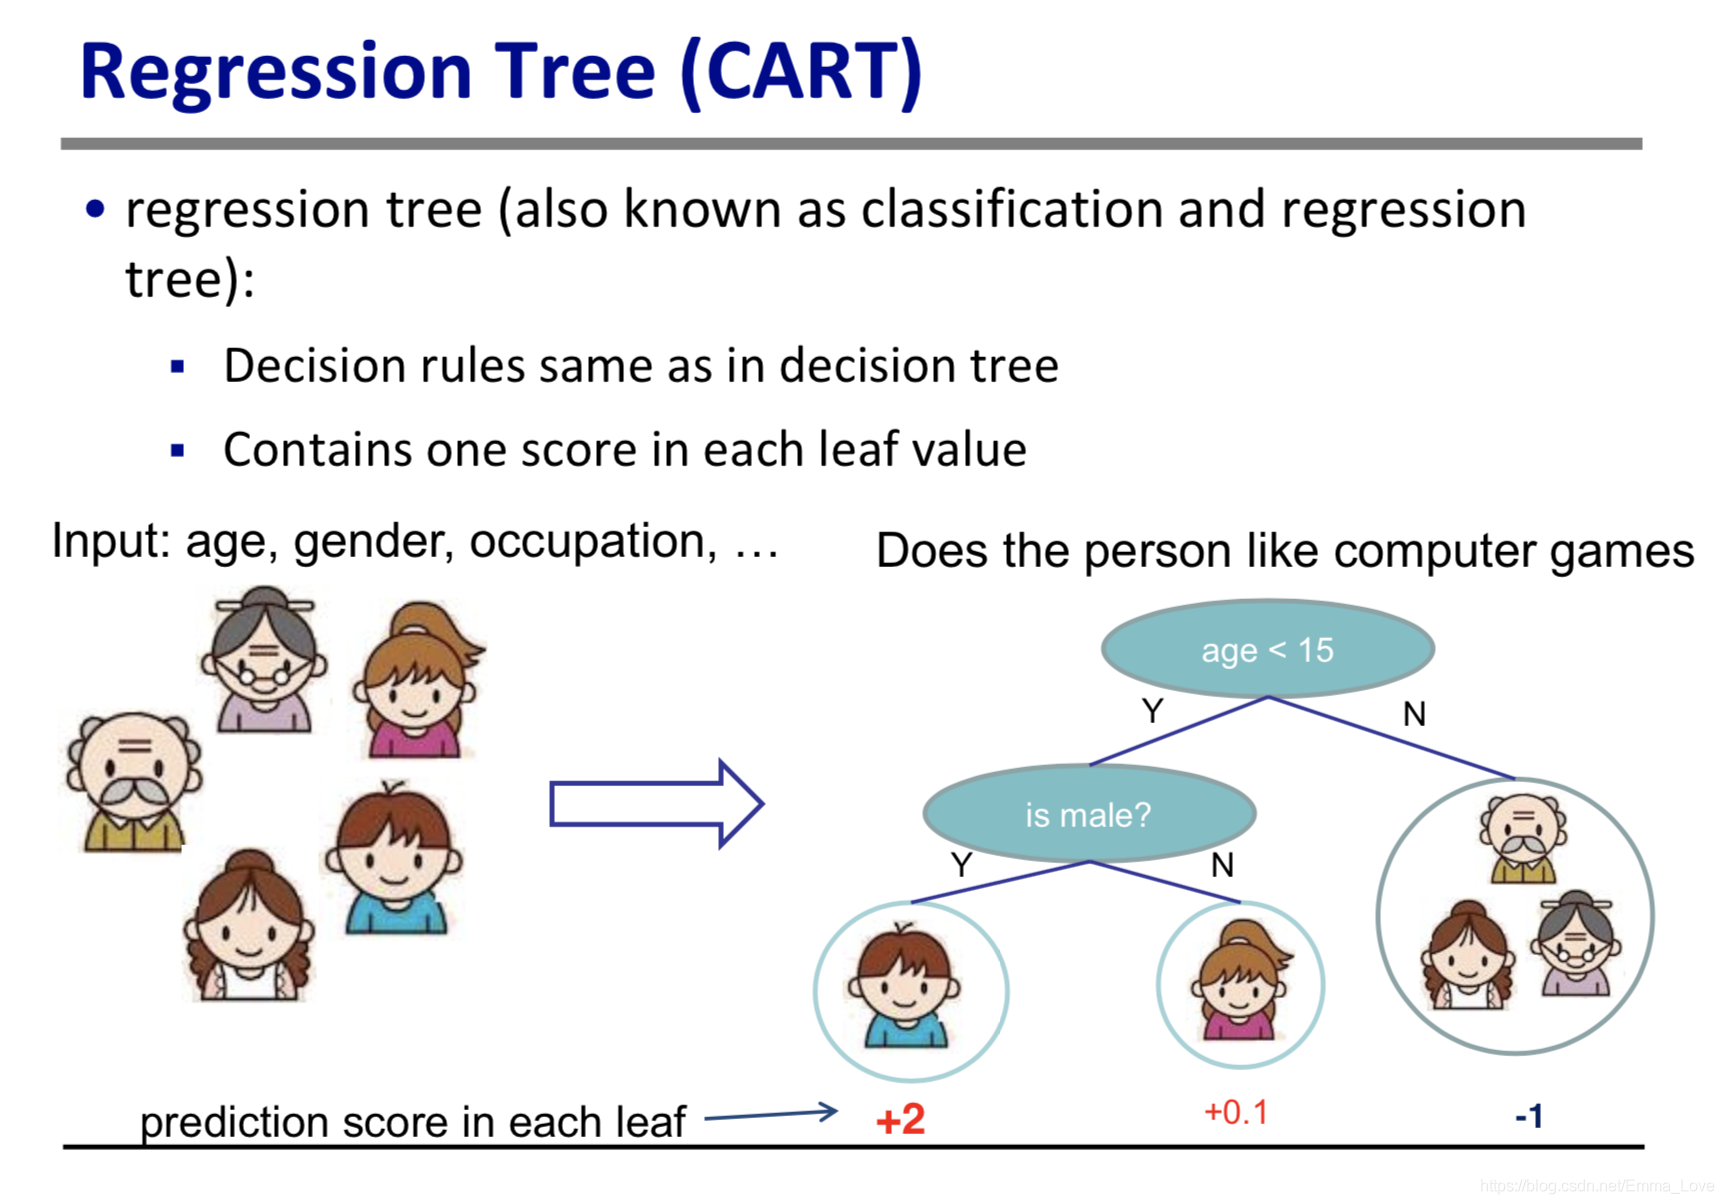 Regression Tree (CART)
• regression tree (also known as classification and regression
tree):
▪ Decision rules same as in decision tree
▪ Contains one score in each leaf value
Input: age, gender, occupation, …
Does the person like computer games
age < 15
Y
N
is male?
Y
N
prediction score in each leaf
+2
+0.1
-1
https://blog.csdn.net/Emma_Love